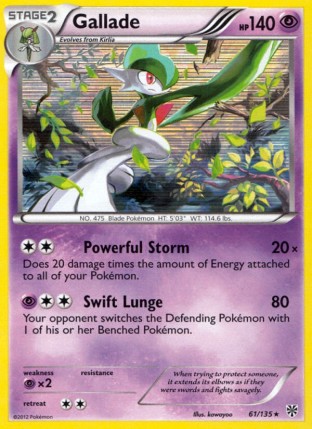 STAGE2
Gallade
HP140
Evolves from Kirlia
NO. 475 Blade Pokémon HT: 5'03" WT: 114.6 lbs.
Powerful Storm 20×
Does 20 damage times the amount of Energy attached
to all of your Pokémon.
Swift Lunge 80
Your opponent switches the Defending Pokémon with
1 of his or her Benched Pokémon.
weakness resistance
×2
retreat
When trying to protect someone,
it extends its elbows as if they
were swords and fights savagely.
©2012 Pokémon
Illus. kawayoo
61/135 ★